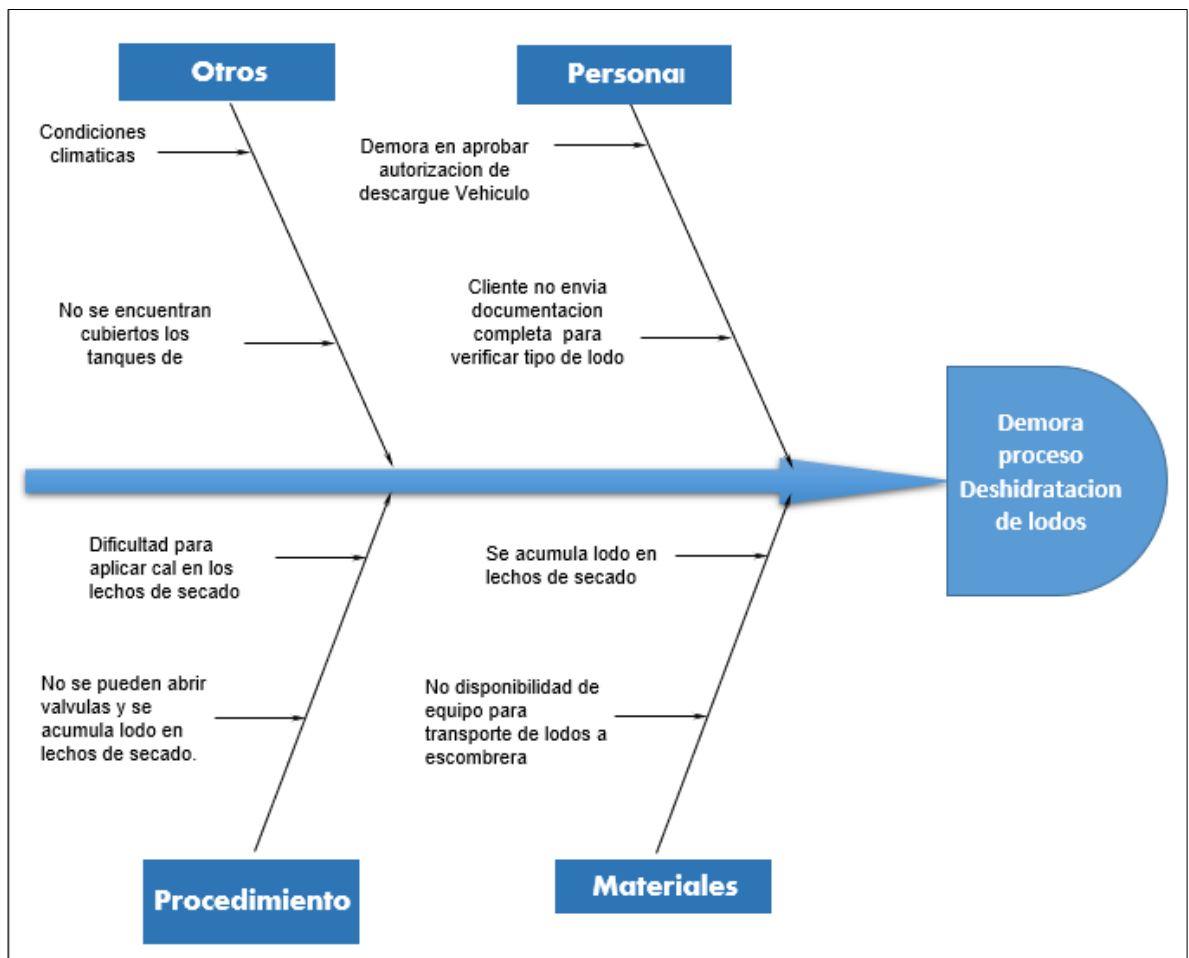 Otros
Personal
Condiciones
climaticas
Demora en aprobar
autorizacion de
descargue Vehiculo
No se encuentran
cubiertos los
tanques de
Cliente no envia
documentacion
completa para
verificar tipo de lodo
Demora
proceso
Deshidratacion
de lodos
Dificultad para
aplicar cal en los
lechos de secado
Se acumula lodo en
lechos de secado
No se pueden abrir
valvulas y se
acumula lodo en
lechos de secado.
No disponibilidad de
equipo para
transporte de lodos a
escombrera
Procedimiento
Materiales